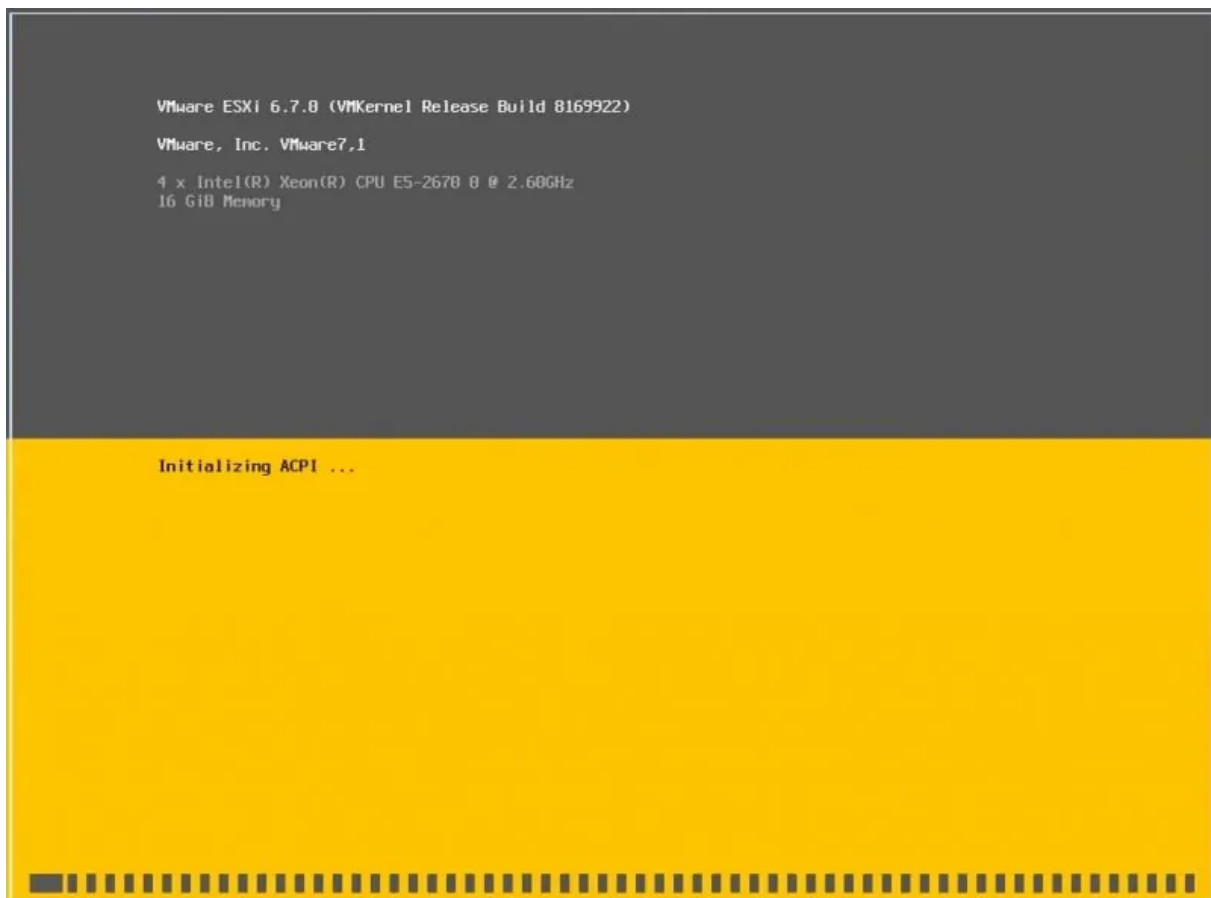 VMware ESXi 6.7.0 (VMKernel Release Build 8169922)
VMware, Inc. VMware7,1
4 x Intel(R) Xeon(R) CPU E5-2670 0 @ 2.60GHz
16 GiB Memory
Initializing ACPI ...